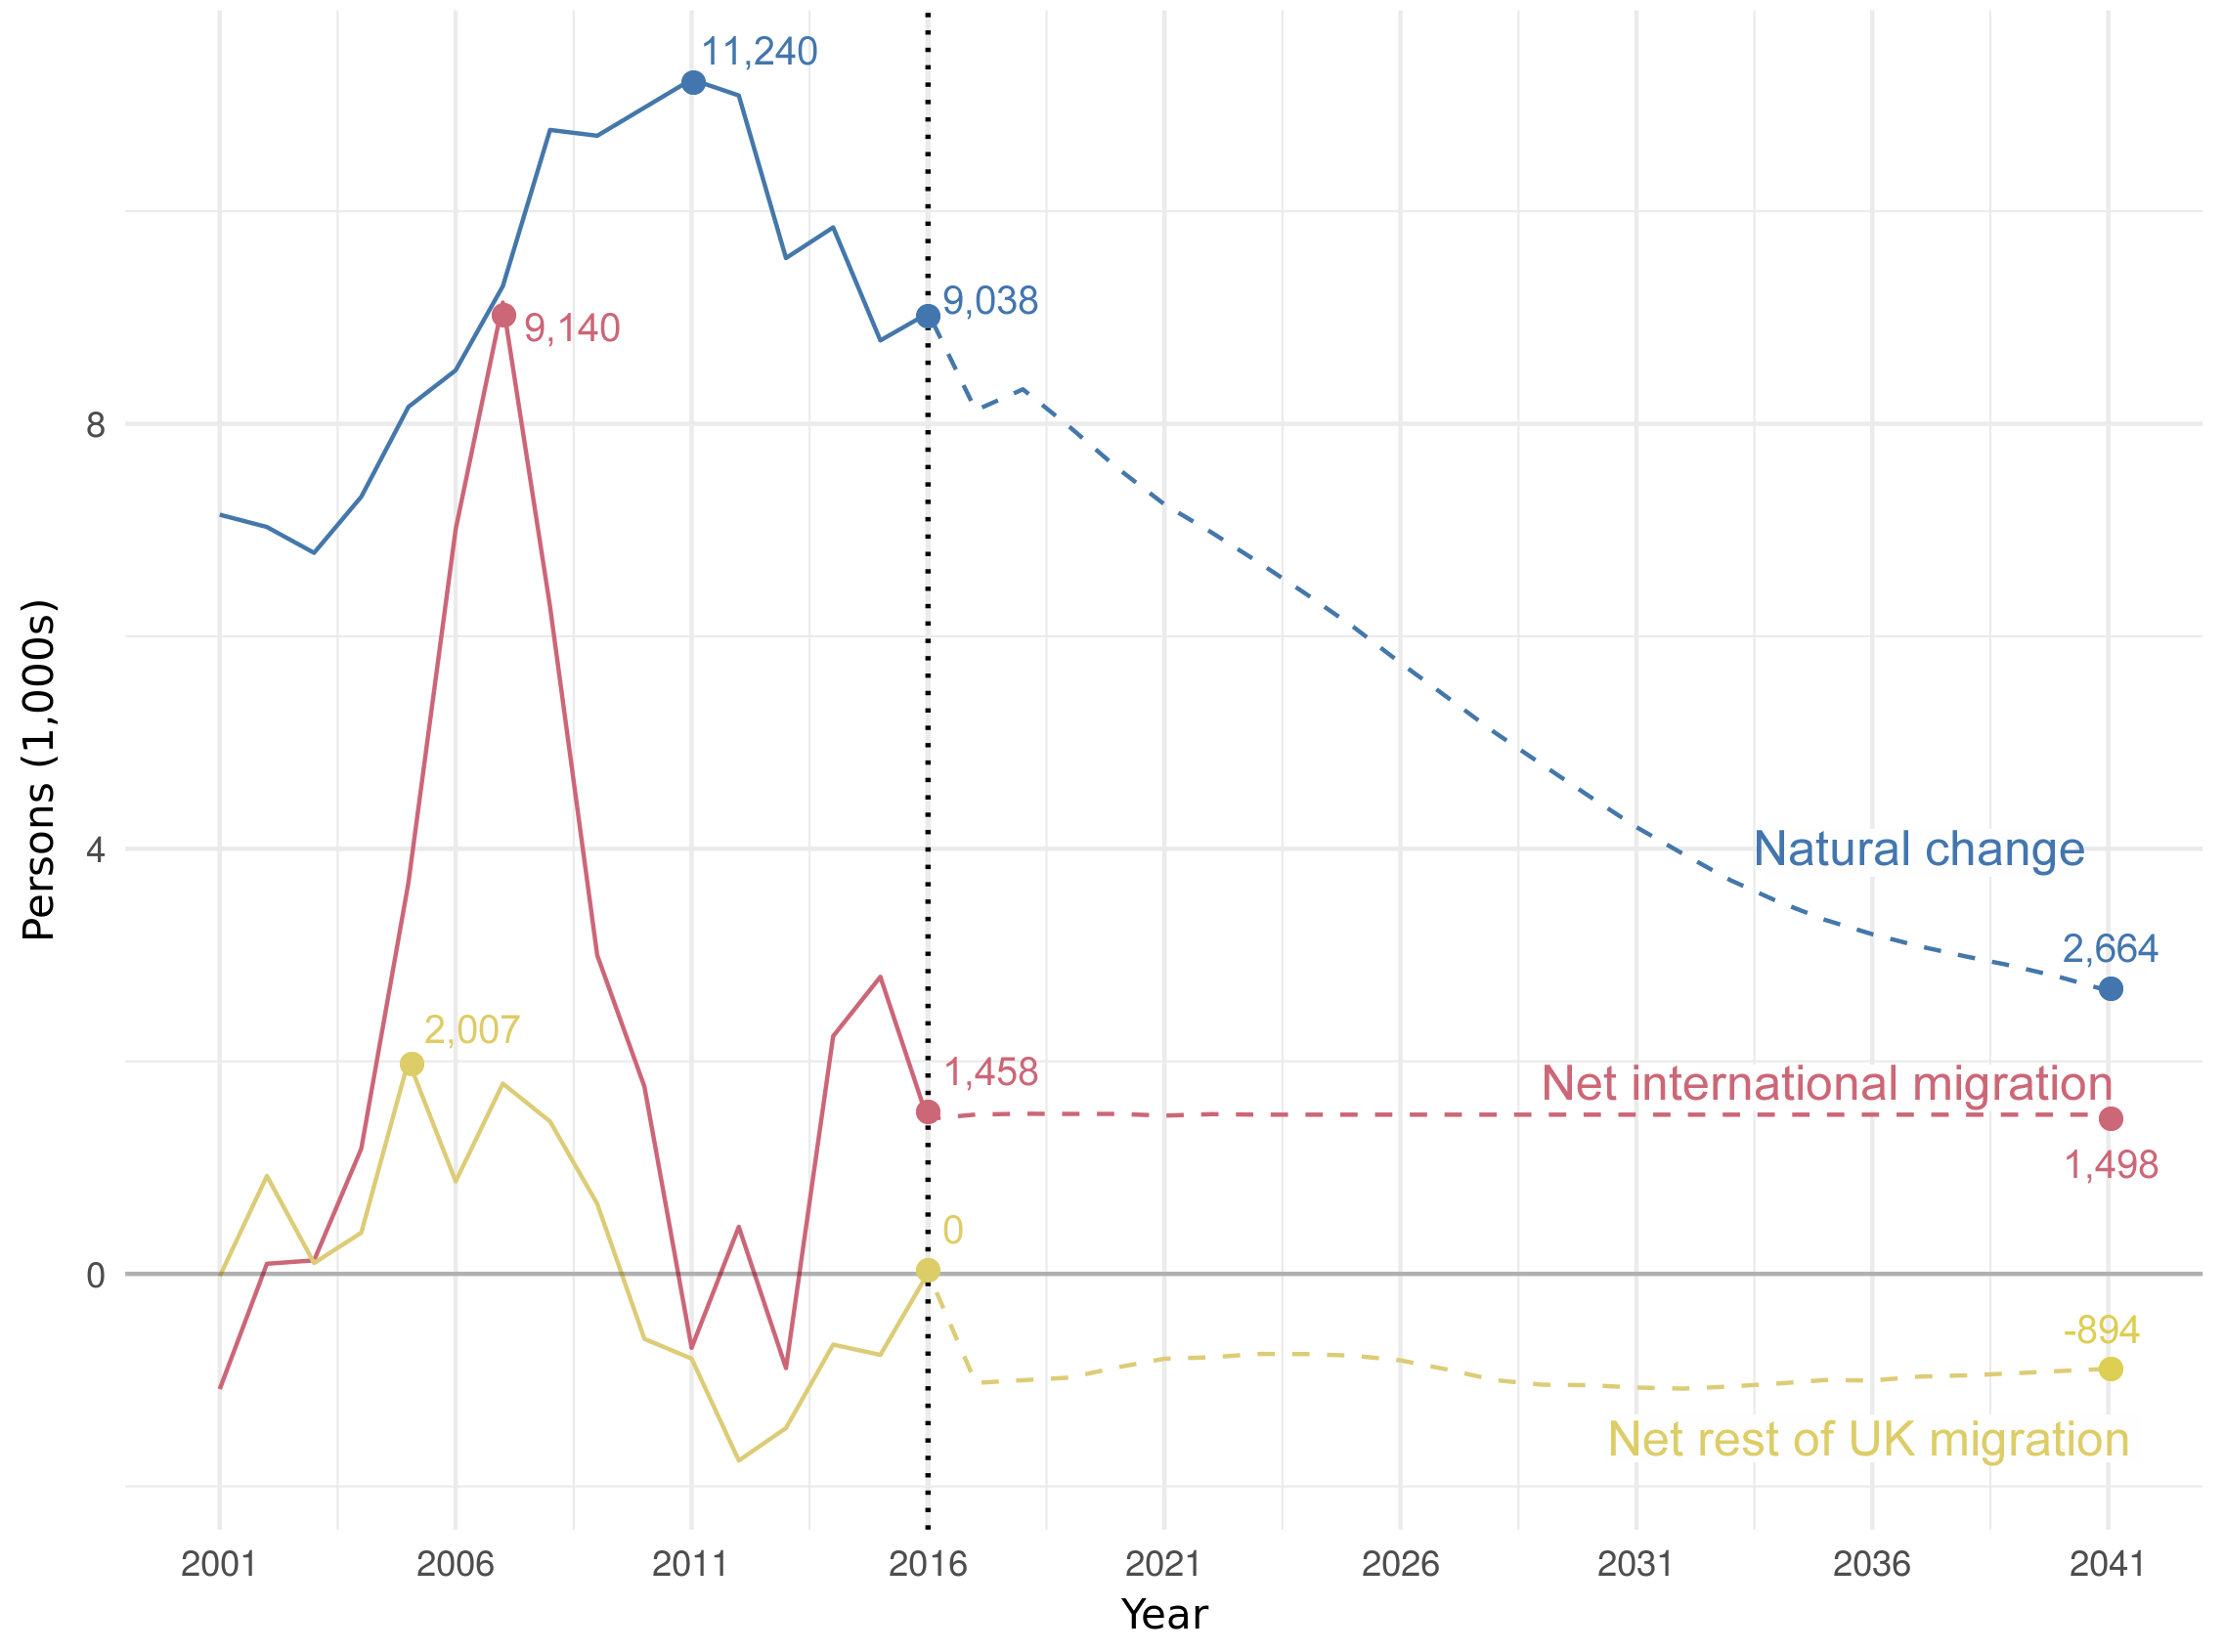 11,240
9,038
9,140
8
Persons (1,000s)
4
Natural change
2,664
2,007
1,458
Net international migration
1,498
0
0
-894
Net rest of UK migration
2001 2006 2011 2016 2021 2026 2031 2036 2041
Year